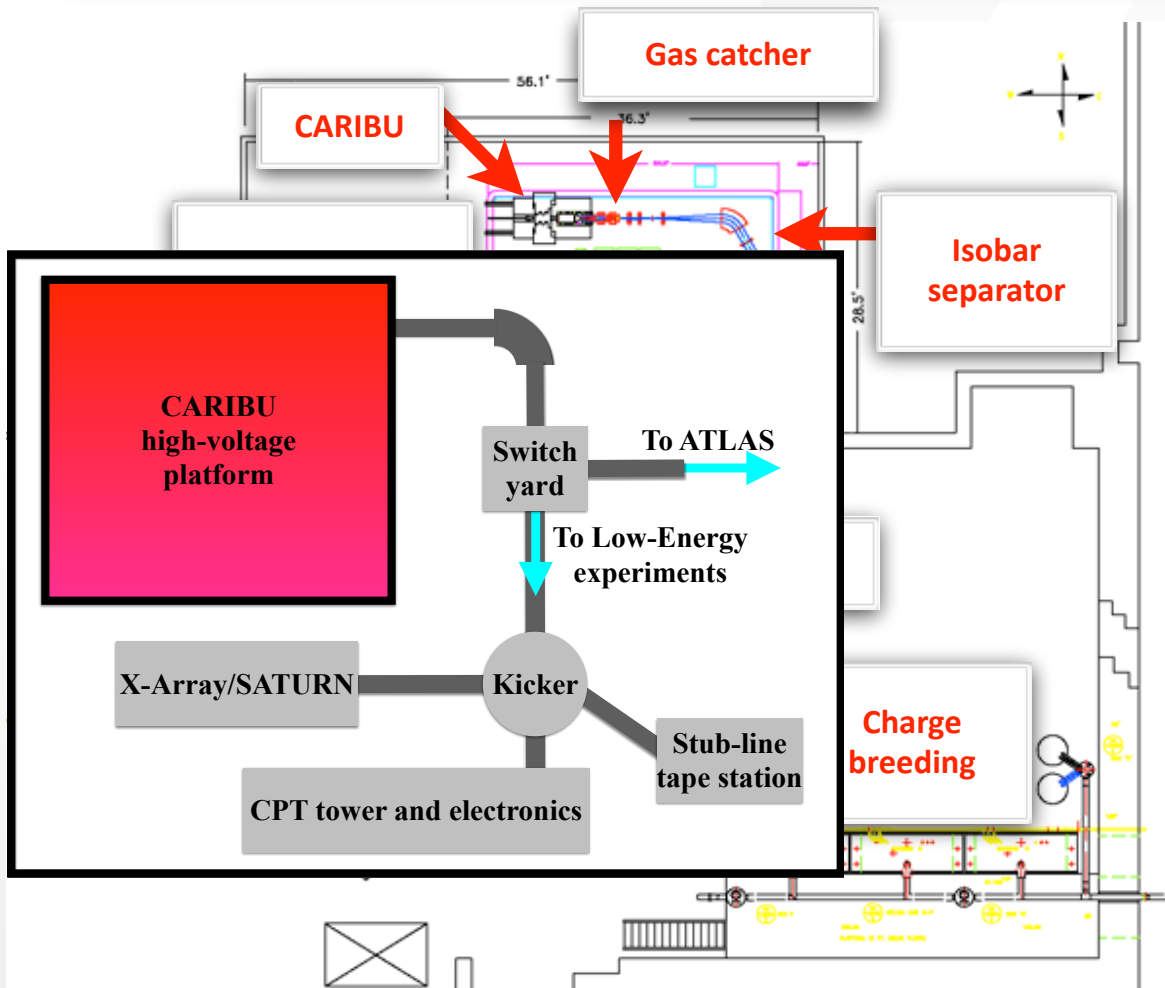 Gas catcher
56.1'
CARIBU
36.3'
Isobar
separator
28.5'
CARIBU
high-voltage
platform
Switch
yard
To ATLAS
To Low-Energy
experiments
X-Array/SATURN
Kicker
Stub-line
tape station
CPT tower and electronics
Charge
breeding